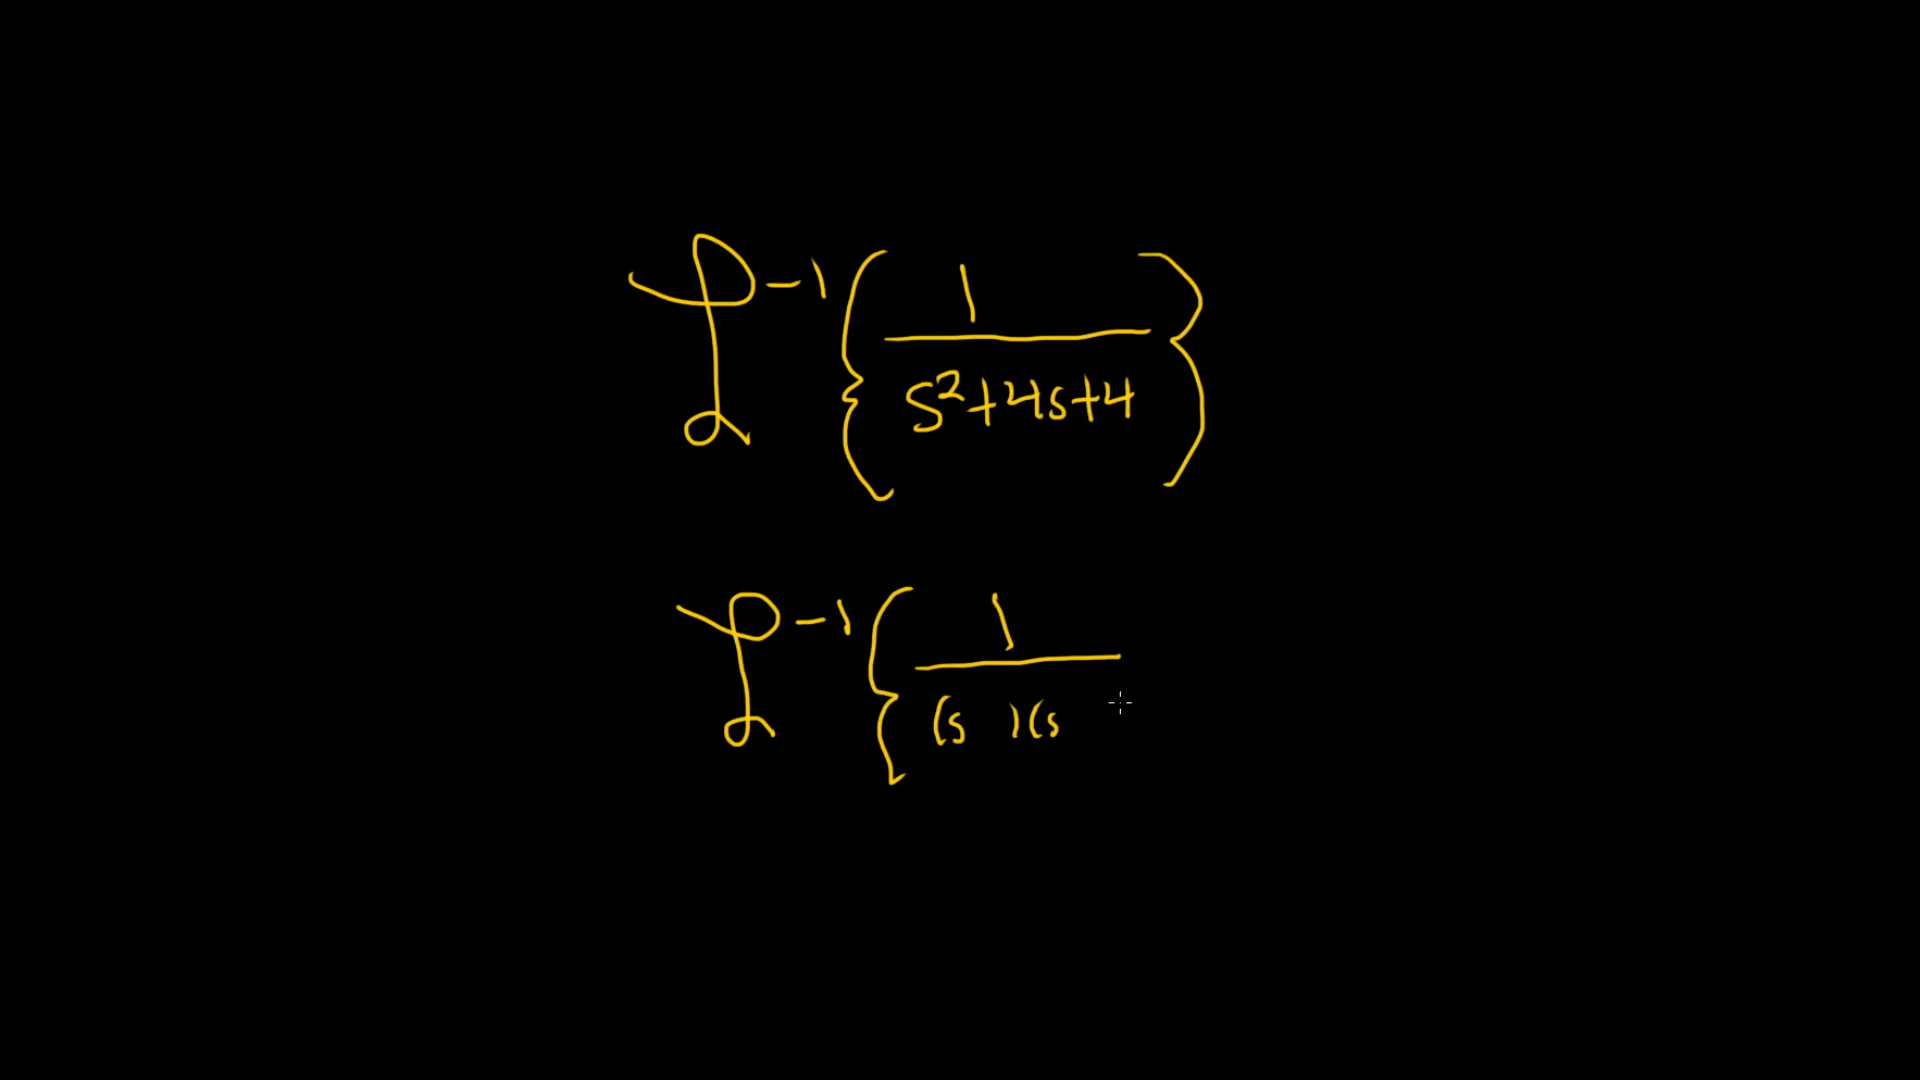 ℒ⁻¹{ 1 / s²+4s+4 }
ℒ⁻¹{ 1 / (s )(s